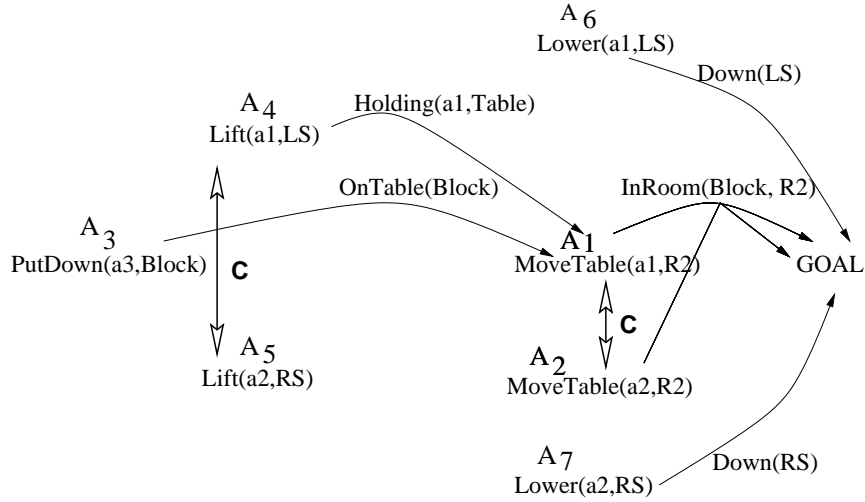 A6
Lower(a1,LS)
Down(LS)
A4
Lift(a1,LS)
Holding(a1,Table)
OnTable(Block)
InRoom(Block, R2)
A3
PutDown(a3,Block)
C
A1
MoveTable(a1,R2)
GOAL
C
A5
Lift(a2,RS)
A2
MoveTable(a2,R2)
A7
Lower(a2,RS)
Down(RS)